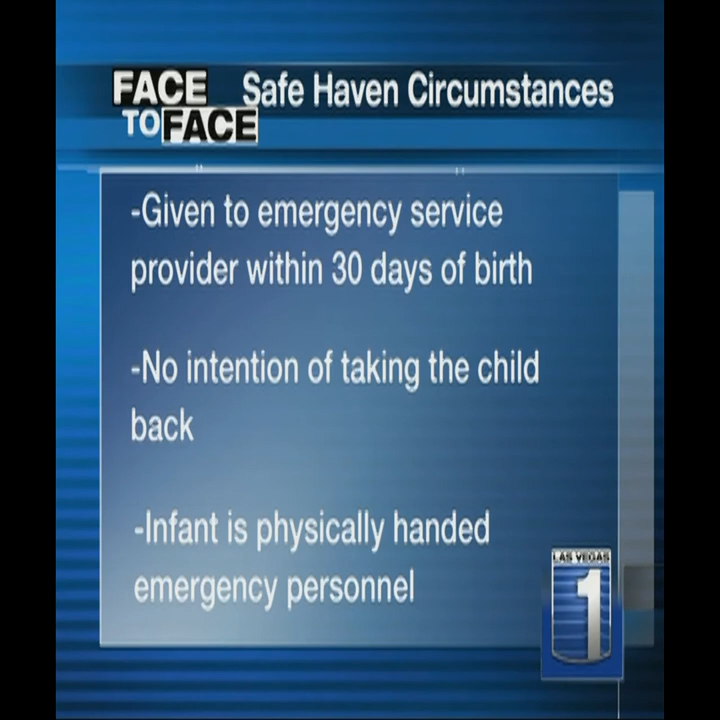 FACE
TO FACE
Safe Haven Circumstances
-Given to emergency service
provider within 30 days of birth
-No intention of taking the child
back
-Infant is physically handed
emergency personnel
LAS VEGAS
1